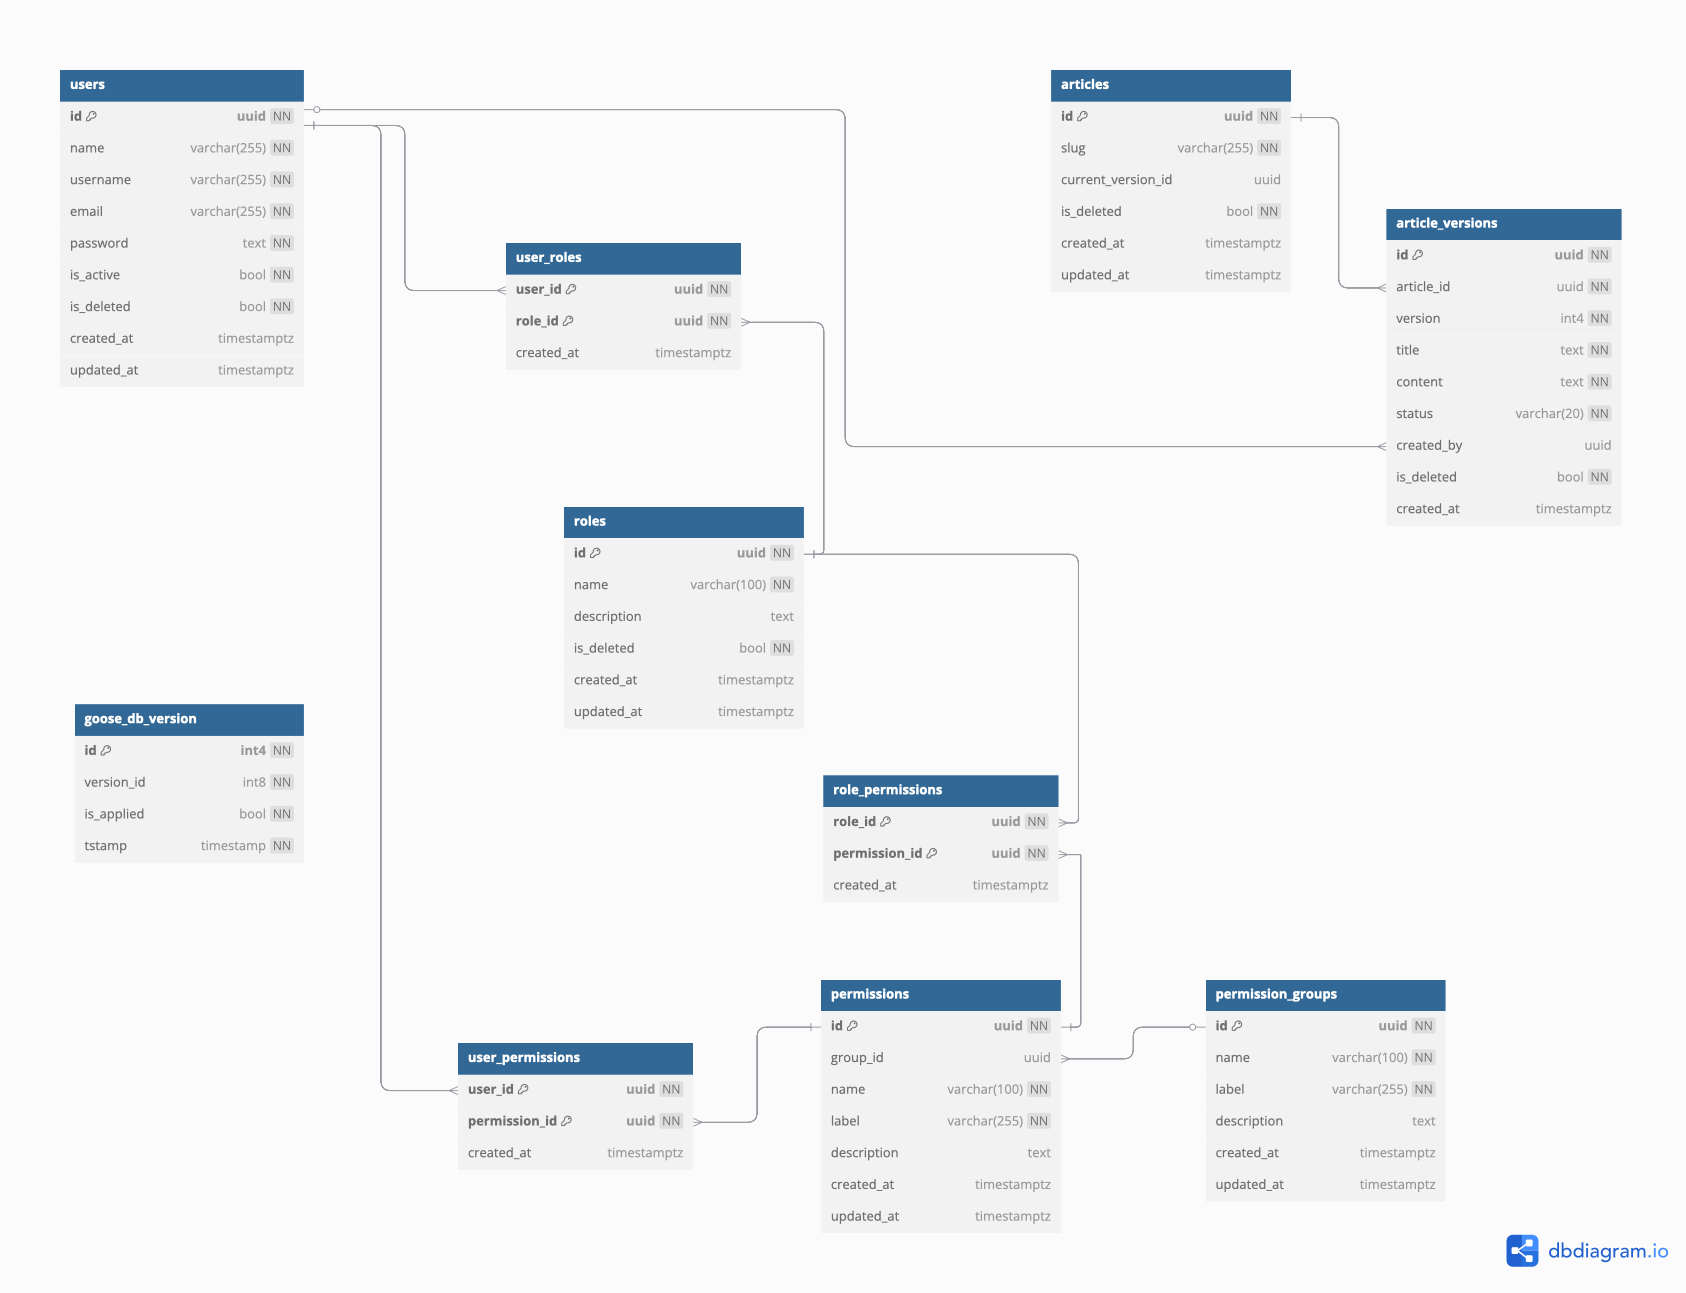 users
id uuid NN
name varchar(255) NN
username varchar(255) NN
email varchar(255) NN
password text NN
is_active bool NN
is_deleted bool NN
created_at timestamptz
updated_at timestamptz
articles
id uuid NN
slug varchar(255) NN
current_version_id uuid
is_deleted bool NN
created_at timestamptz
updated_at timestamptz
article_versions
id uuid NN
article_id uuid NN
version int4 NN
title text NN
content text NN
status varchar(20) NN
created_by uuid
is_deleted bool NN
created_at timestamptz
user_roles
user_id uuid NN
role_id uuid NN
created_at timestamptz
roles
id uuid NN
name varchar(100) NN
description text
is_deleted bool NN
created_at timestamptz
updated_at timestamptz
goose_db_version
id int4 NN
version_id int8 NN
is_applied bool NN
tstamp timestamp NN
role_permissions
role_id uuid NN
permission_id uuid NN
created_at timestamptz
permissions
id uuid NN
group_id uuid
name varchar(100) NN
label varchar(255) NN
description text
created_at timestamptz
updated_at timestamptz
permission_groups
id uuid NN
name varchar(100) NN
label varchar(255) NN
description text
created_at timestamptz
updated_at timestamptz
user_permissions
user_id uuid NN
permission_id uuid NN
created_at timestamptz
dbdiagram.io